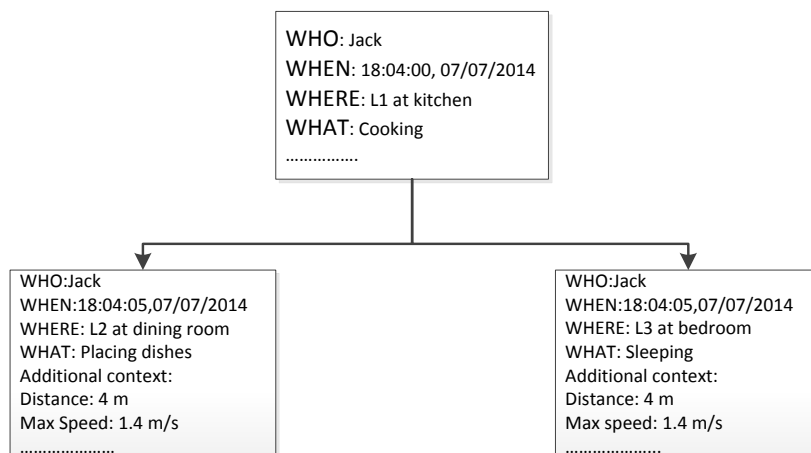 WHO: Jack
WHEN: 18:04:00, 07/07/2014
WHERE: L1 at kitchen
WHAT: Cooking
…………….
WHO:Jack
WHEN:18:04:05,07/07/2014
WHERE: L2 at dining room
WHAT: Placing dishes
Additional context:
Distance: 4 m
Max Speed: 1.4 m/s
…………………
WHO:Jack
WHEN:18:04:05,07/07/2014
WHERE: L3 at bedroom
WHAT: Sleeping
Additional context:
Distance: 4 m
Max speed: 1.4 m/s
………………..